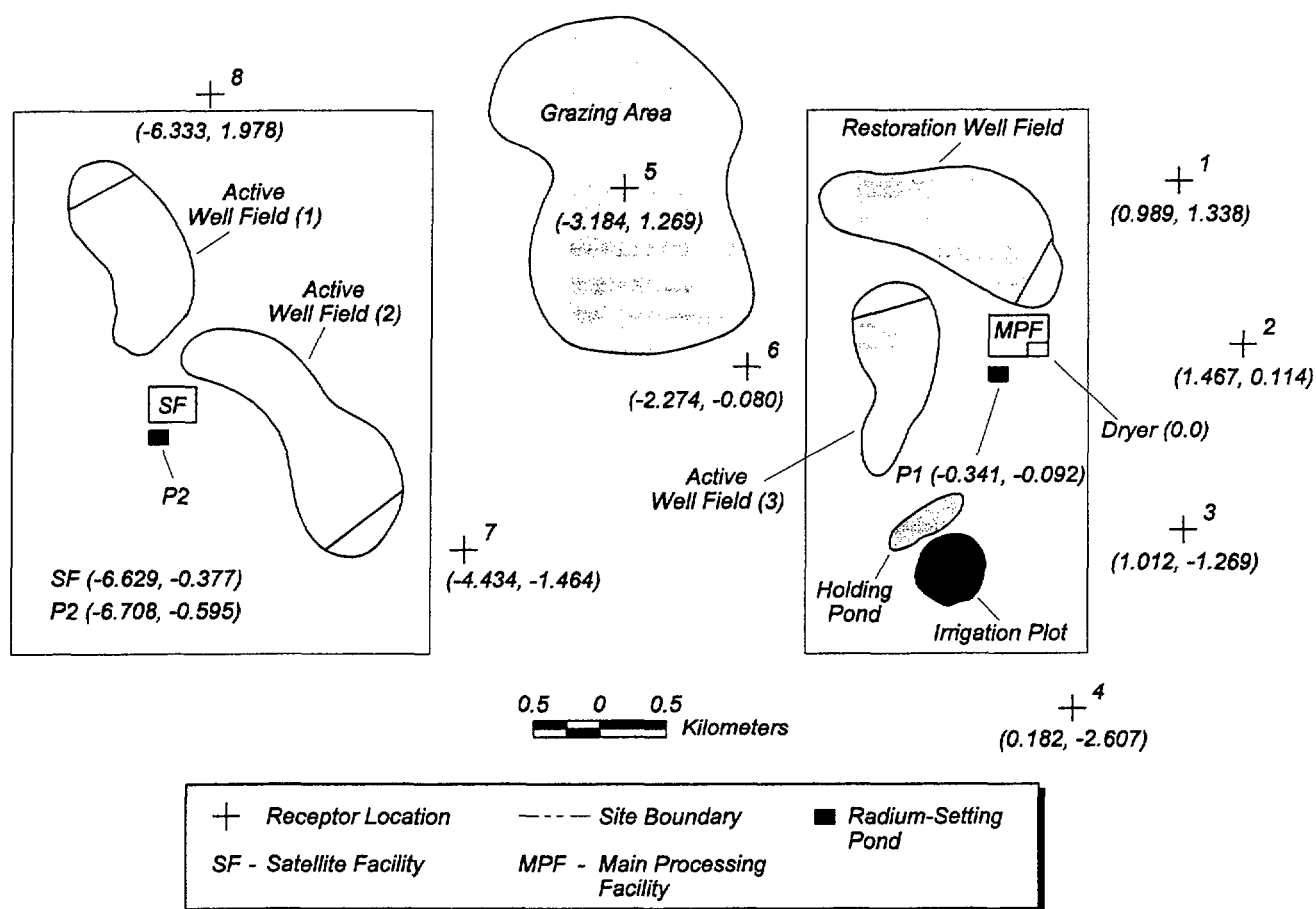 8
(-6.333, 1.978)
Active
Well Field (1)
Active
Well Field (2)
SF
P2
SF (-6.629, -0.377)
P2 (-6.708, -0.595)
7
(-4.434, -1.464)
Grazing Area
5
(-3.184, 1.269)
6
(-2.274, -0.080)
Restoration Well Field
1
(0.989, 1.338)
MPF
2
(1.467, 0.114)
Dryer (0.0)
P1 (-0.341, -0.092)
Active
Well Field (3)
3
(1.012, -1.269)
Holding
Pond
Irrigation Plot
4
(0.182, -2.607)
0.5 0 0.5
Kilometers
Receptor Location
Site Boundary
Radium-Setting
Pond
SF - Satellite Facility
MPF - Main Processing
Facility